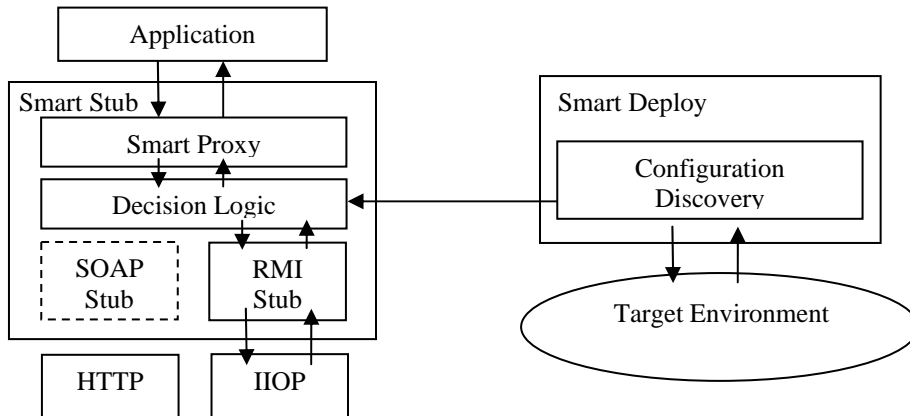 Application
Smart Stub
Smart Proxy
Decision Logic
SOAP
Stub
RMI
Stub
HTTP
IIOP
Smart Deploy
Configuration
Discovery
Target Environment